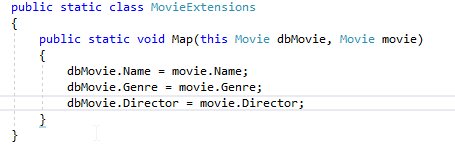 public static class MovieExtensions
{
    public static void Map(this Movie dbMovie, Movie movie)
    {
        dbMovie.Name = movie.Name;
        dbMovie.Genre = movie.Genre;
        dbMovie.Director = movie.Director;
    }
}